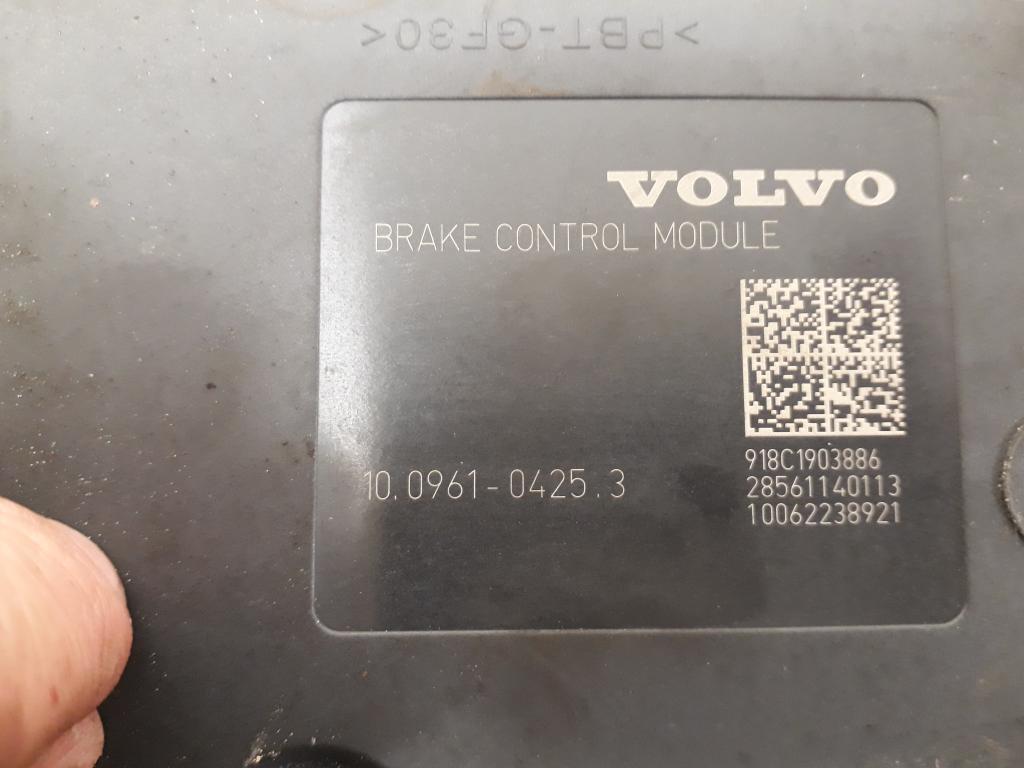 >PBT-GF30<
VOLVO
BRAKE CONTROL MODULE
918C1903886
10.0961-0425.3
28561140113
10062238921